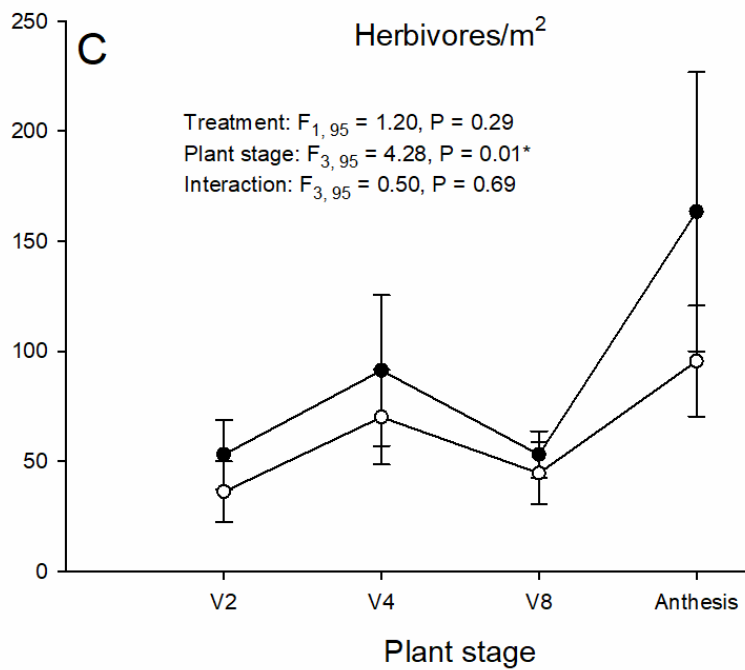 C
Herbivores/m²
Treatment: F₁, ₉₅ = 1.20, P = 0.29
Plant stage: F₃, ₉₅ = 4.28, P = 0.01*
Interaction: F₃, ₉₅ = 0.50, P = 0.69
250
200
150
100
50
0
V2 V4 V8 Anthesis
Plant stage